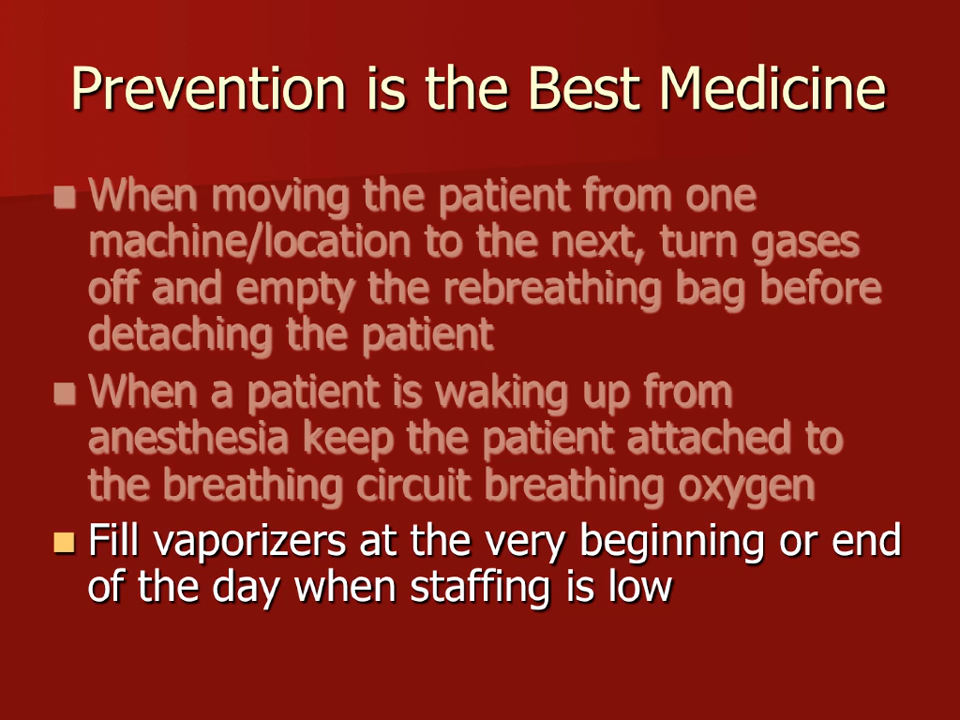 Prevention is the Best Medicine
When moving the patient from one
machine/location to the next, turn gases
off and empty the rebreathing bag before
detaching the patient
When a patient is waking up from
anesthesia keep the patient attached to
the breathing circuit breathing oxygen
Fill vaporizers at the very beginning or end
of the day when staffing is low